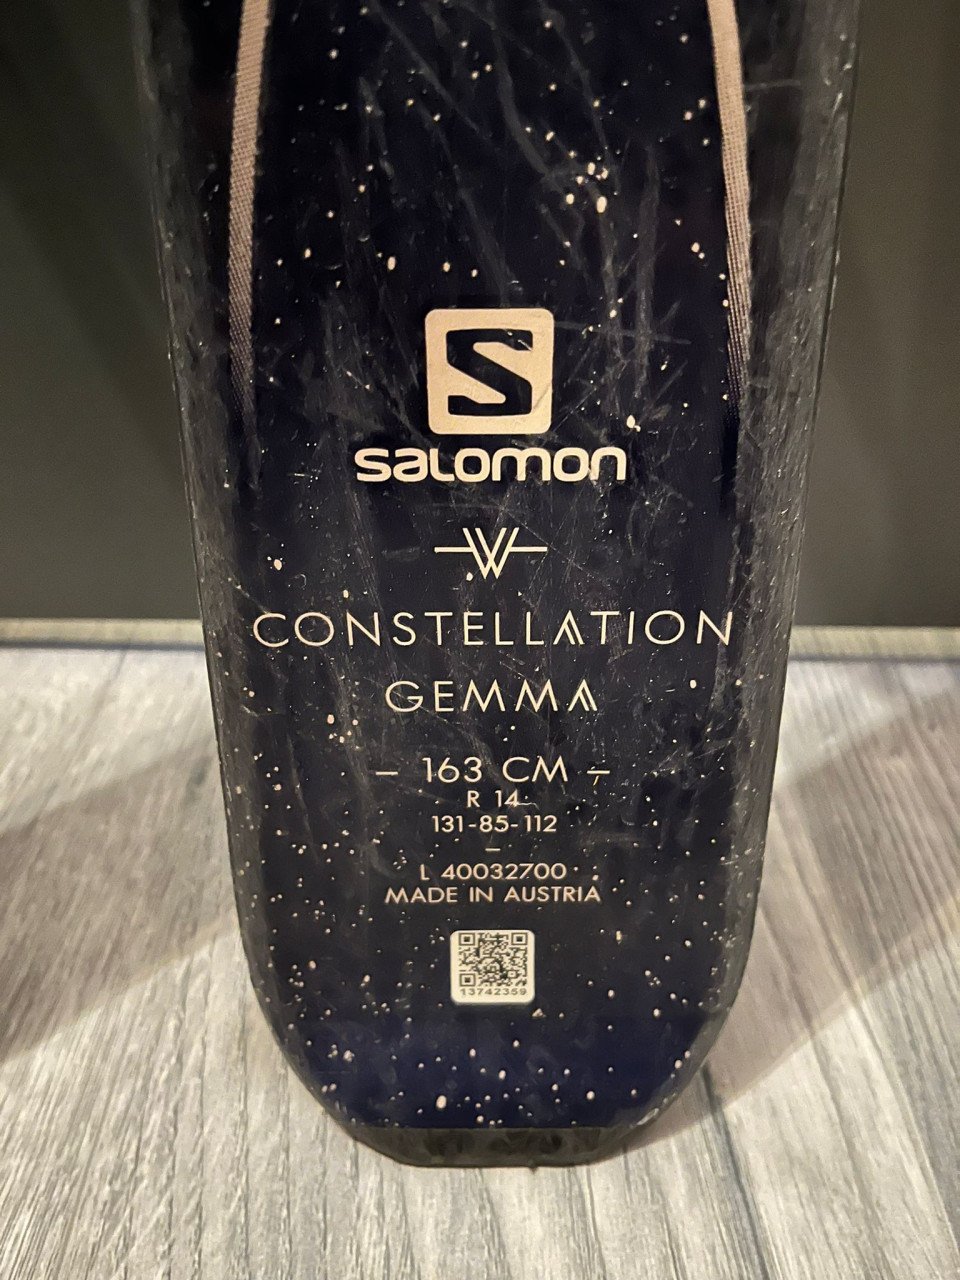 S
salomon
W
CONSTELLATION
GEMMA
– 163 CM –
R 14
131-85-112
–
L 40032700
MADE IN AUSTRIA
13742359